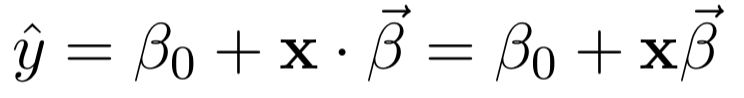 ŷ = β₀ + 𝐱 · β⃗ = β₀ + 𝐱β⃗